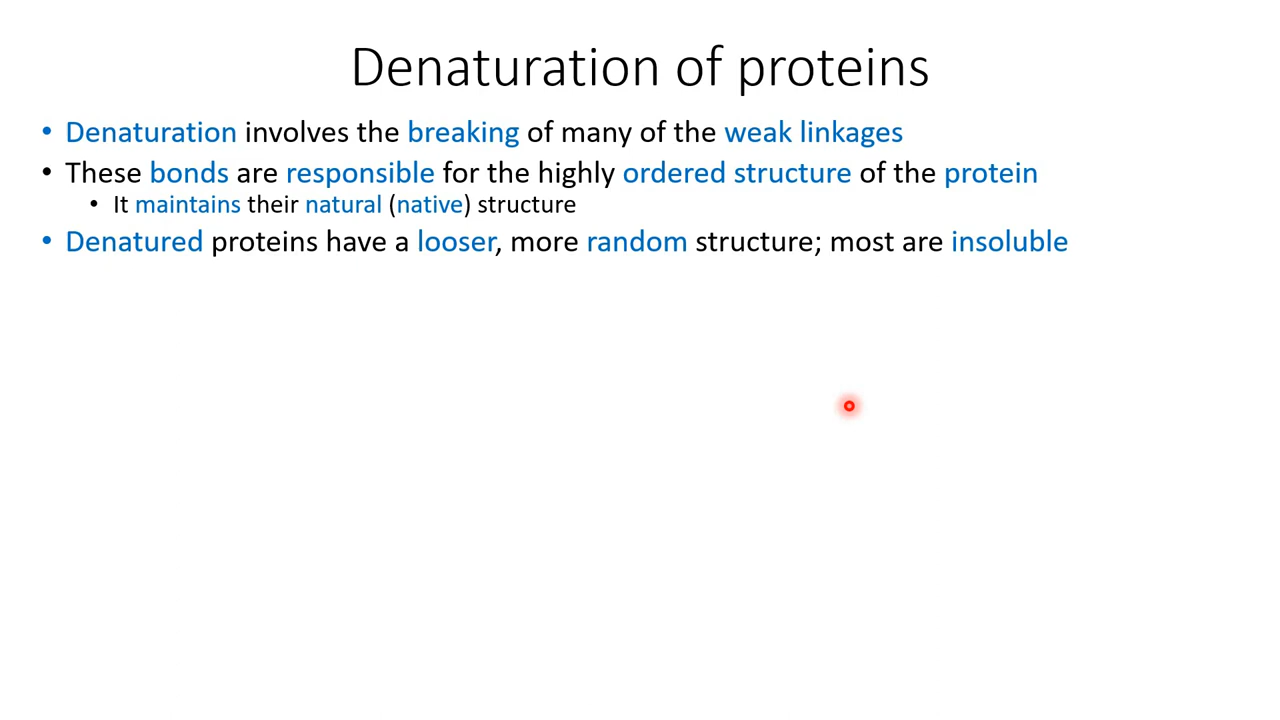 Denaturation of proteins
• Denaturation involves the breaking of many of the weak linkages
• These bonds are responsible for the highly ordered structure of the protein
• It maintains their natural (native) structure
• Denatured proteins have a looser, more random structure; most are insoluble